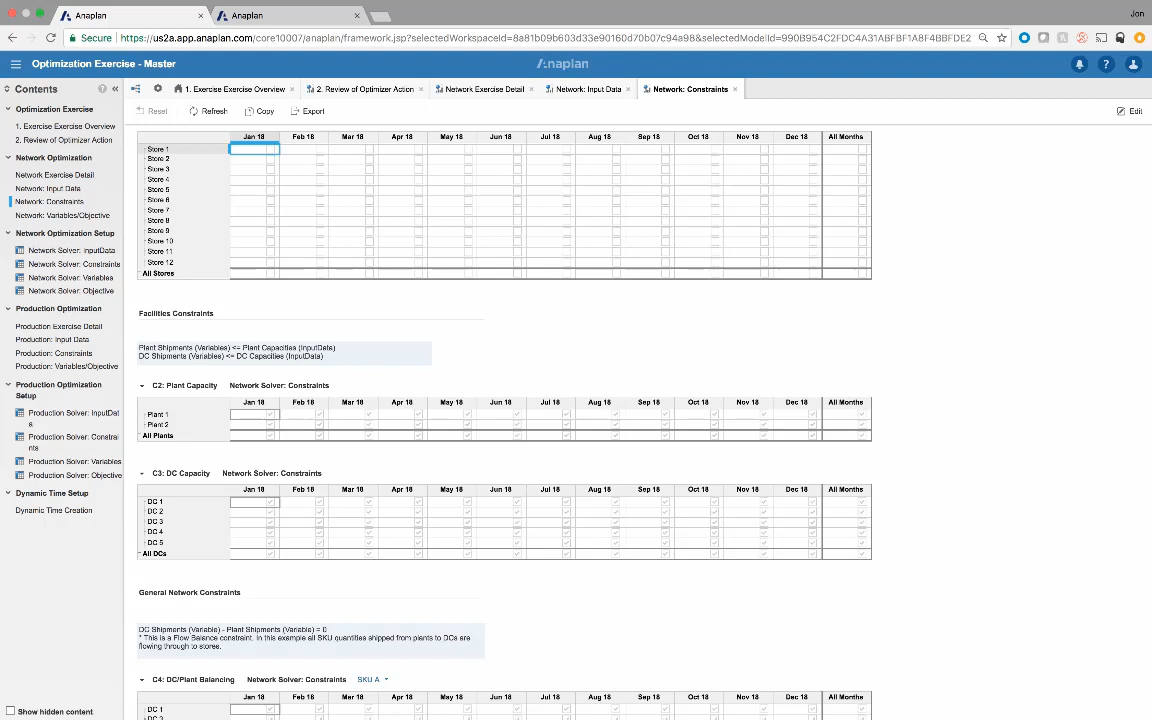 Anaplan
Anaplan
Jon
Secure https://us2a.app.anaplan.com/core10007/anaplan/framework.jsp?selectedWorkspaceId=8a81b09b603d33e90160d70b07c94a98&selectedModelId=990B954C2FDC4A31ABFBF1A8F4BBFDE2
Optimization Exercise - Master
Anaplan
Contents
1. Exercise Exercise Overview
2. Review of Optimizer Action
Network Exercise Detail
Network: Input Data
Network: Constraints
Reset Refresh Copy Export
Edit
Optimization Exercise
1. Exercise Exercise Overview
2. Review of Optimizer Action
Network Optimization
Network Exercise Detail
Network: Input Data
Network: Constraints
Network: Variables/Objective
Network Optimization Setup
Network Solver: InputData
Network Solver: Constraints
Network Solver: Variables
Network Solver: Objective
Production Optimization
Production Exercise Detail
Production: Input Data
Production: Constraints
Production: Variables/Objective
Production Optimization
Setup
Production Solver: InputDat
a
Production Solver: Constrai
nts
Production Solver: Variables
Production Solver: Objective
Dynamic Time Setup
Dynamic Time Creation
Show hidden content
Jan 18 Feb 18 Mar 18 Apr 18 May 18 Jun 18 Jul 18 Aug 18 Sep 18 Oct 18 Nov 18 Dec 18 All Months
Store 1
Store 2
Store 3
Store 4
Store 5
Store 6
Store 7
Store 8
Store 9
Store 10
Store 11
Store 12
All Stores
Facilities Constraints
Plant Shipments (Variables) <= Plant Capacities (InputData)
DC Shipments (Variables) <= DC Capacities (InputData)
C2: Plant Capacity Network Solver: Constraints
Jan 18 Feb 18 Mar 18 Apr 18 May 18 Jun 18 Jul 18 Aug 18 Sep 18 Oct 18 Nov 18 Dec 18 All Months
Plant 1
Plant 2
All Plants
C3: DC Capacity Network Solver: Constraints
Jan 18 Feb 18 Mar 18 Apr 18 May 18 Jun 18 Jul 18 Aug 18 Sep 18 Oct 18 Nov 18 Dec 18 All Months
DC 1
DC 2
DC 3
DC 4
DC 5
All DCs
General Network Constraints
DC Shipments (Variable) - Plant Shipments (Variable) = 0
* This is a Flow Balance constraint. In this example all SKU quantities shipped from plants to DCs are
flowing through to stores.
C4: DC/Plant Balancing Network Solver: Constraints SKU A
Jan 18 Feb 18 Mar 18 Apr 18 May 18 Jun 18 Jul 18 Aug 18 Sep 18 Oct 18 Nov 18 Dec 18 All Months
DC 1
DC 2